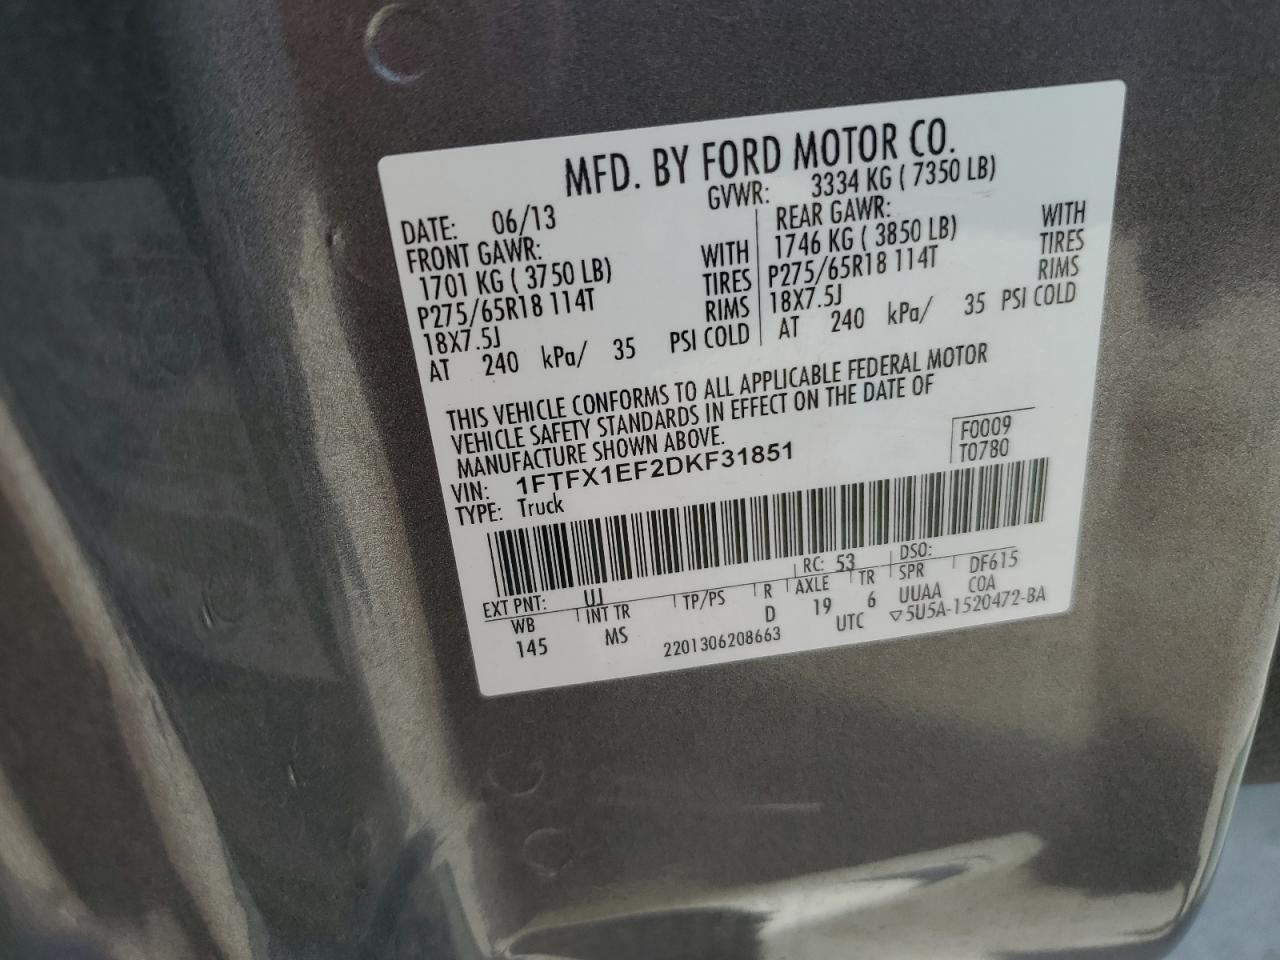 MFD. BY FORD MOTOR CO.
DATE: 06/13 GVWR: 3334 KG ( 7350 LB)
FRONT GAWR: REAR GAWR:
1701 KG ( 3750 LB) WITH 1746 KG ( 3850 LB) WITH
P275/65R18 114T TIRES P275/65R18 114T TIRES
18X7.5J RIMS 18X7.5J RIMS
AT 240 kPa/ 35 PSI COLD AT 240 kPa/ 35 PSI COLD
THIS VEHICLE CONFORMS TO ALL APPLICABLE FEDERAL MOTOR
VEHICLE SAFETY STANDARDS IN EFFECT ON THE DATE OF
MANUFACTURE SHOWN ABOVE.
F0009
VIN: 1FTFX1EF2DKF31851 T0780
TYPE: Truck
EXT PNT: UJ RC: 53 DSO:
WB INT TR TP/PS R AXLE TR SPR DF615
145 MS D 19 6 UUAA COA
2201306208663 UTC ▽5U5A-1520472-BA